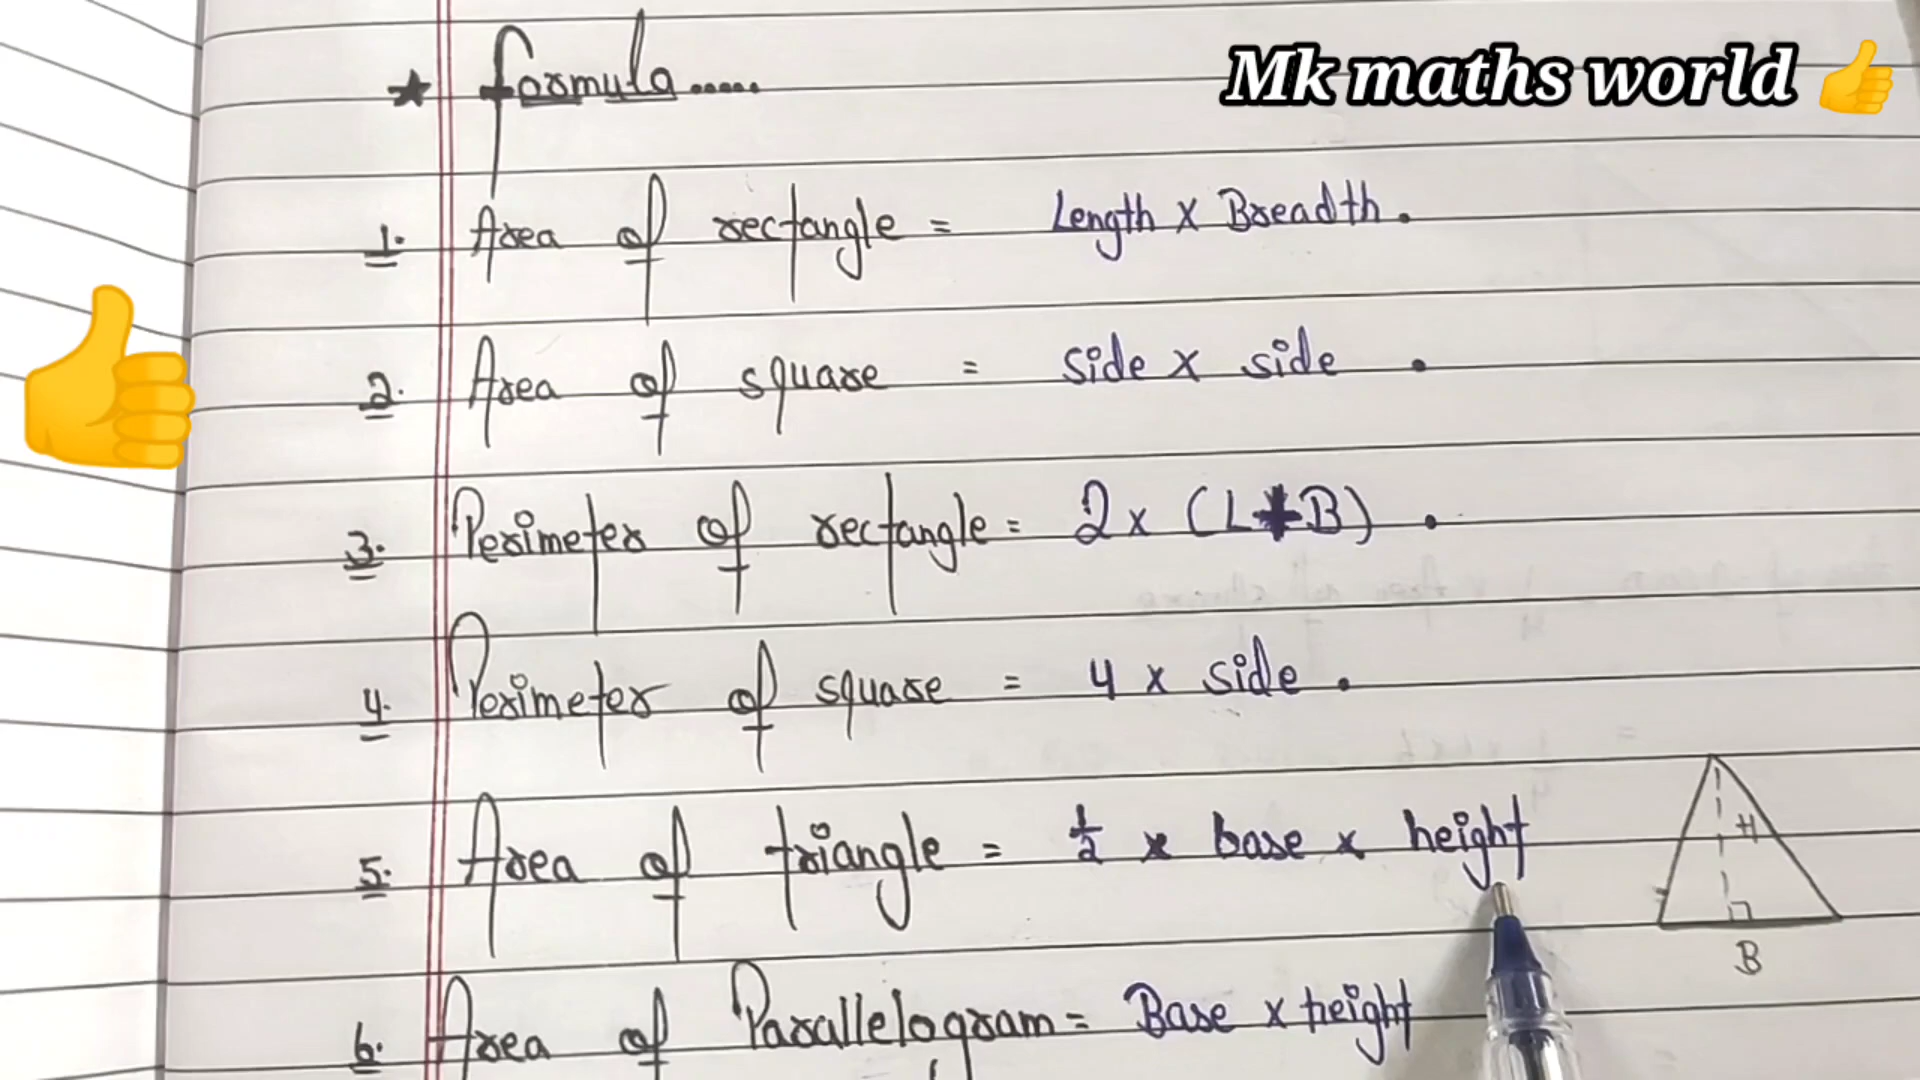 ★ formula.....
Mk maths world 👍
1. Area of rectangle = Length x Breadth.
2. Area of square = side x side .
3. Perimeter of rectangle = 2 x (L+B) .
4. Perimeter of square = 4 x side .
5. Area of triangle = 1/2 x base x height
H
B
6. Area of Parallelogram = Base x height